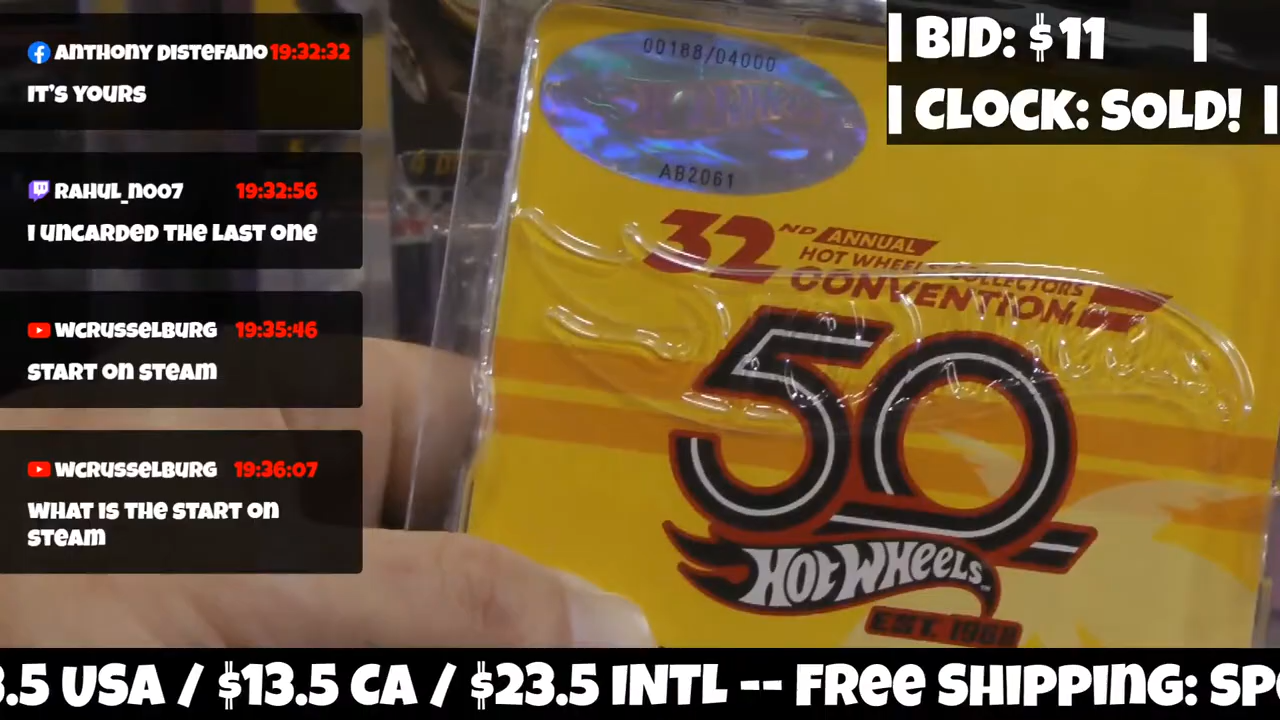 Anthony Distefano 19:32:32
It's yours
Rahul_n007 19:32:56
I uncarded the last one
wcrusselburg 19:35:46
start on steam
wcrusselburg 19:36:07
What is the start on
steam
| BID: $11 |
| CLOCK: SOLD! |
00188/04000
AB2061
32ND ANNUAL
HOT WHEELS COLLECTORS
CONVENTION
50
Hot Wheels
EST. 1968
3.5 USA / $13.5 CA / $23.5 INTL -- Free Shipping: Sp